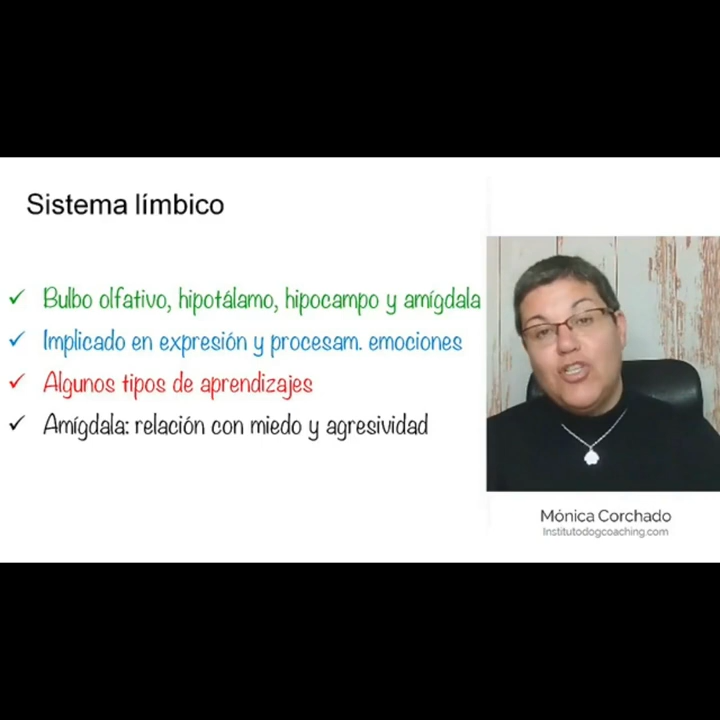 Sistema límbico
Bulbo olfativo, hipotálamo, hipocampo y amígdala
Implicado en expresión y procesam. emociones
Algunos tipos de aprendizajes
Amígdala: relación con miedo y agresividad
Mónica Corchado
Institutodogcoaching.com